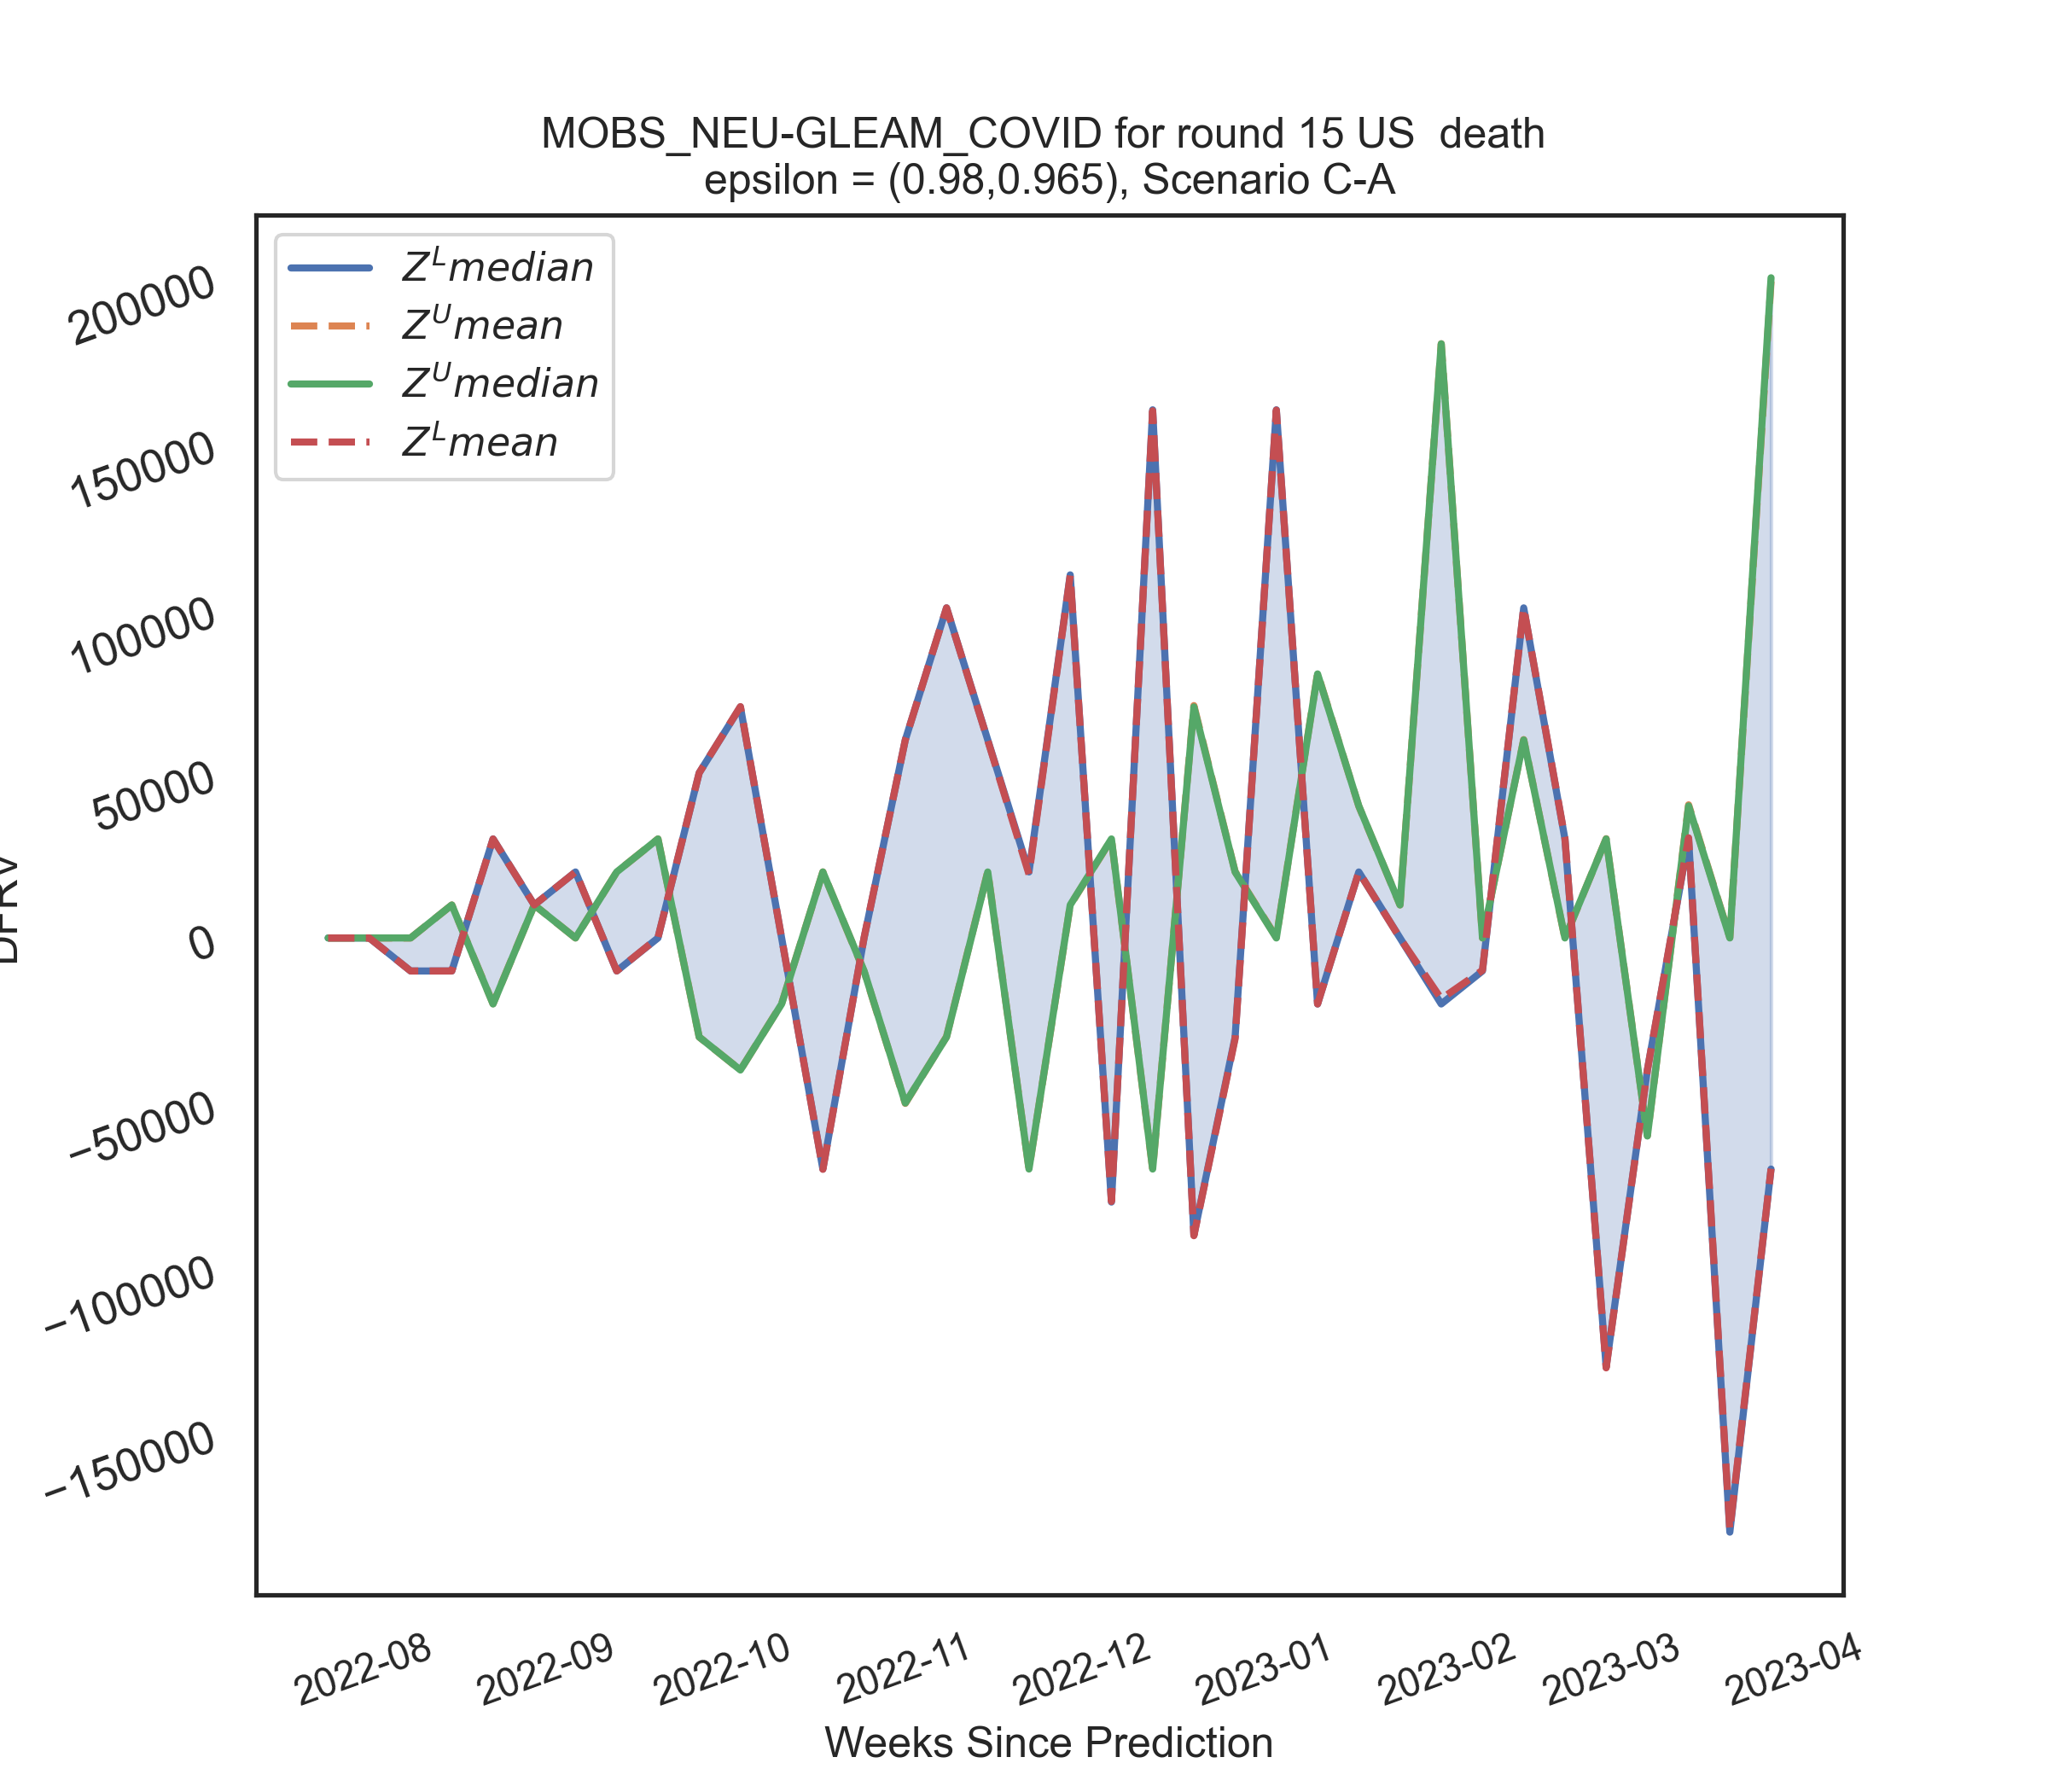 MOBS_NEU-GLEAM_COVID for round 15 US  death
epsilon = (0.98,0.965), Scenario C-A
Z^L median
Z^U mean
Z^U median
Z^L mean
200000
150000
100000
50000
0
−50000
−100000
−150000
2022-08
2022-09
2022-10
2022-11
2022-12
2023-01
2023-02
2023-03
2023-04
Weeks Since Prediction